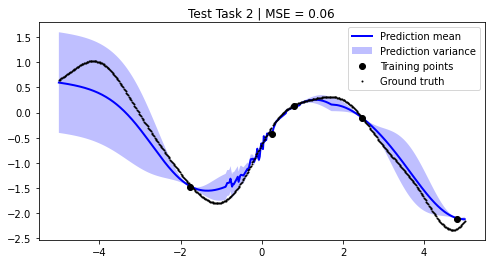 Test Task 2 | MSE = 0.06
Prediction mean
Prediction variance
Training points
Ground truth
1.5
1.0
0.5
0.0
−0.5
−1.0
−1.5
−2.0
−2.5
−4
−2
0
2
4